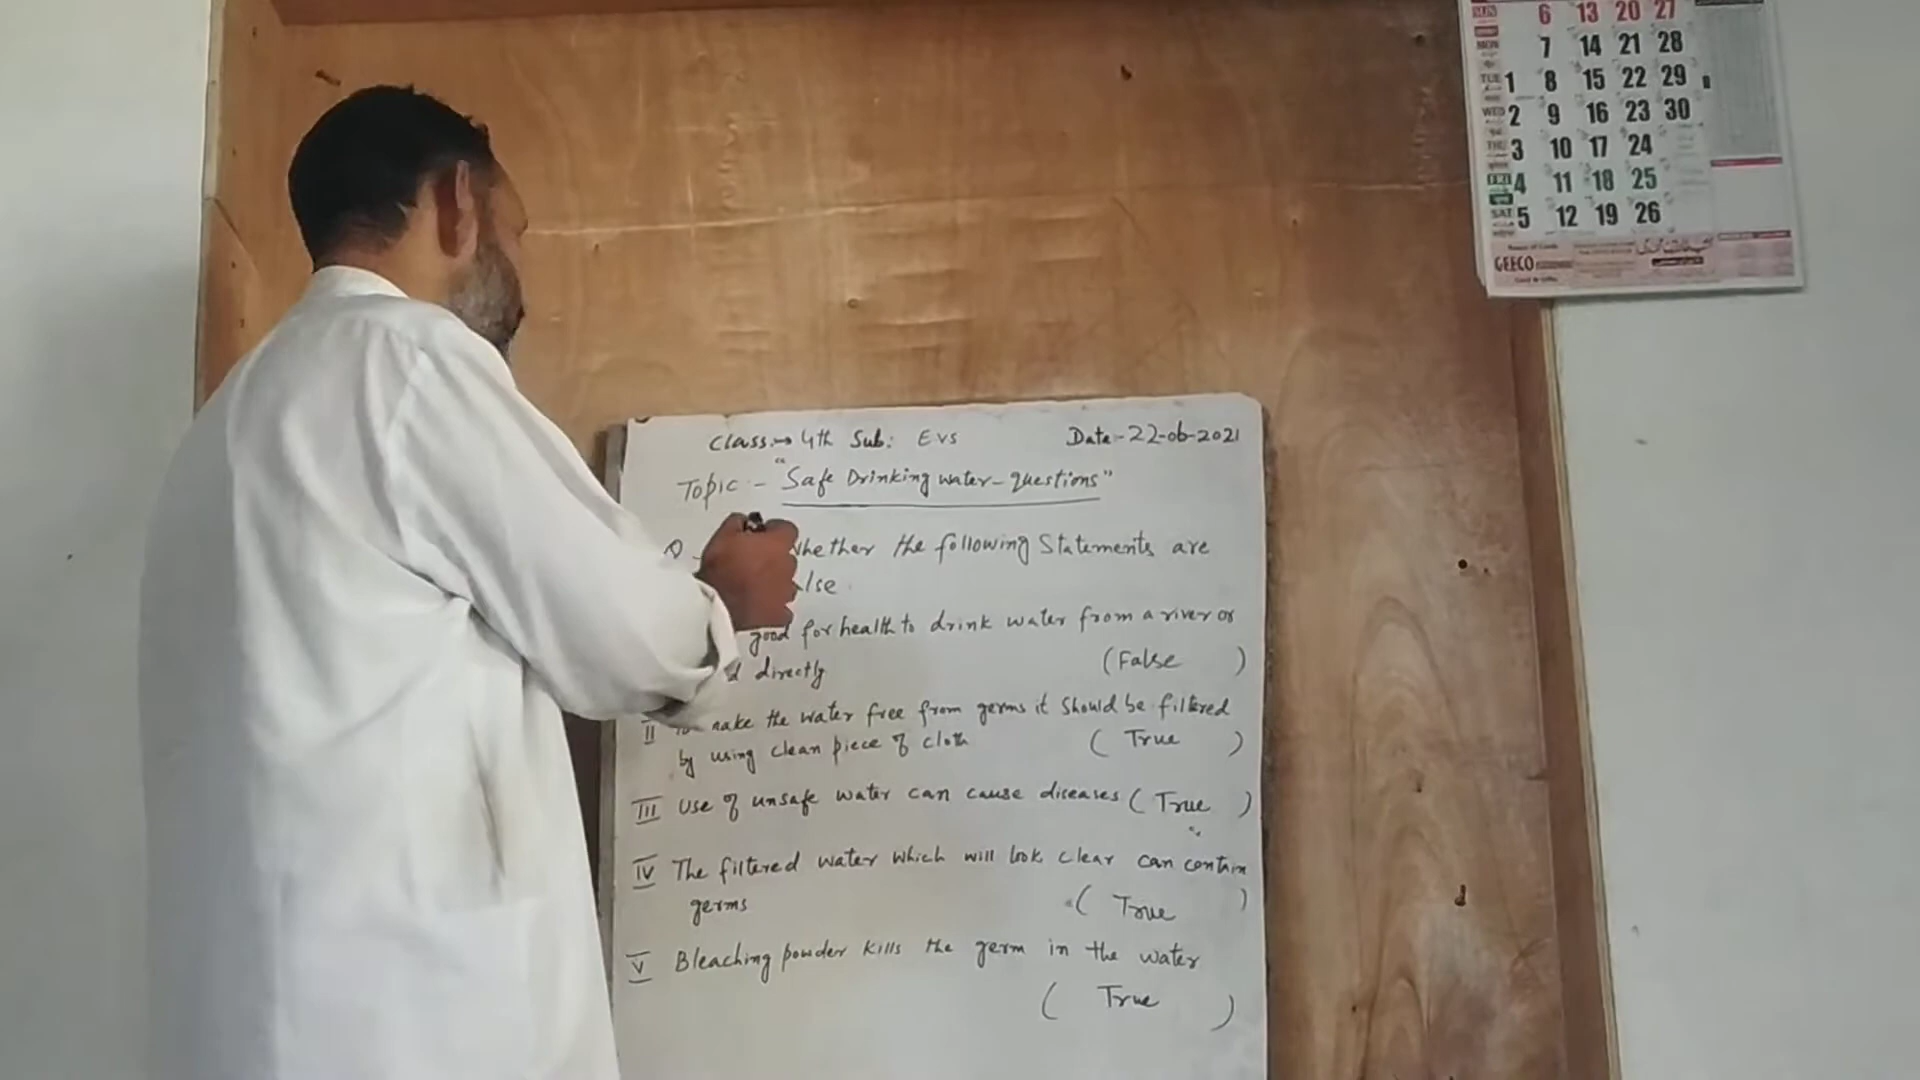 SUN 6 13 20 27
MON 7 14 21 28
TUE 1 8 15 22 29
WED 2 9 16 23 30
THU 3 10 17 24
FRI 4 11 18 25
SAT 5 12 19 26
GEECO
Class:→ 4th Sub: EVS Date:-22-06-2021
Topic:- "Safe Drinking water-Questions"
Q whether the following Statements are
lse
good for health to drink water from a river or
d directly (False )
II make the water free from germs it should be filtered
by using clean piece of cloth ( True )
III Use of unsafe water can cause diseases ( True )
IV The filtered water which will look clear can contain
germs ( True )
V Bleaching powder kills the germ in the water
( True )